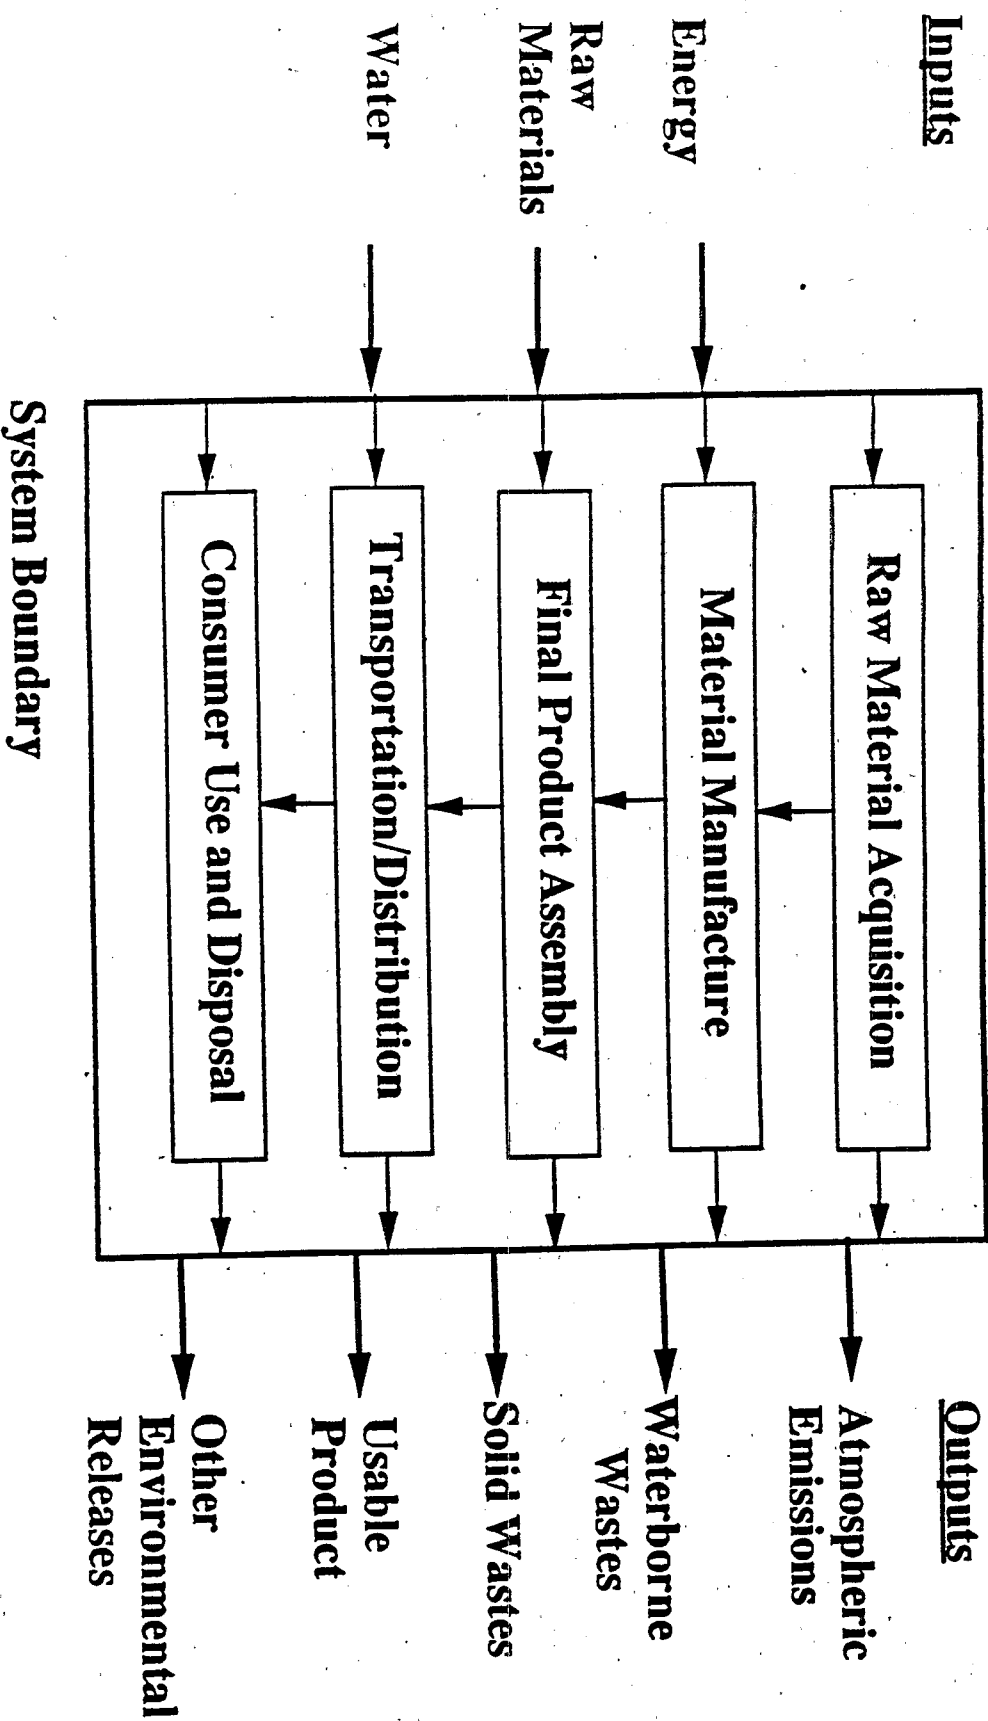 Inputs
Energy
Raw
Materials
Water
Raw Material Acquisition
Material Manufacture
Final Product Assembly
Transportation/Distribution
Consumer Use and Disposal
System Boundary
Outputs
Atmospheric
Emissions
Waterborne
Wastes
Solid Wastes
Usable
Product
Other
Environmental
Releases